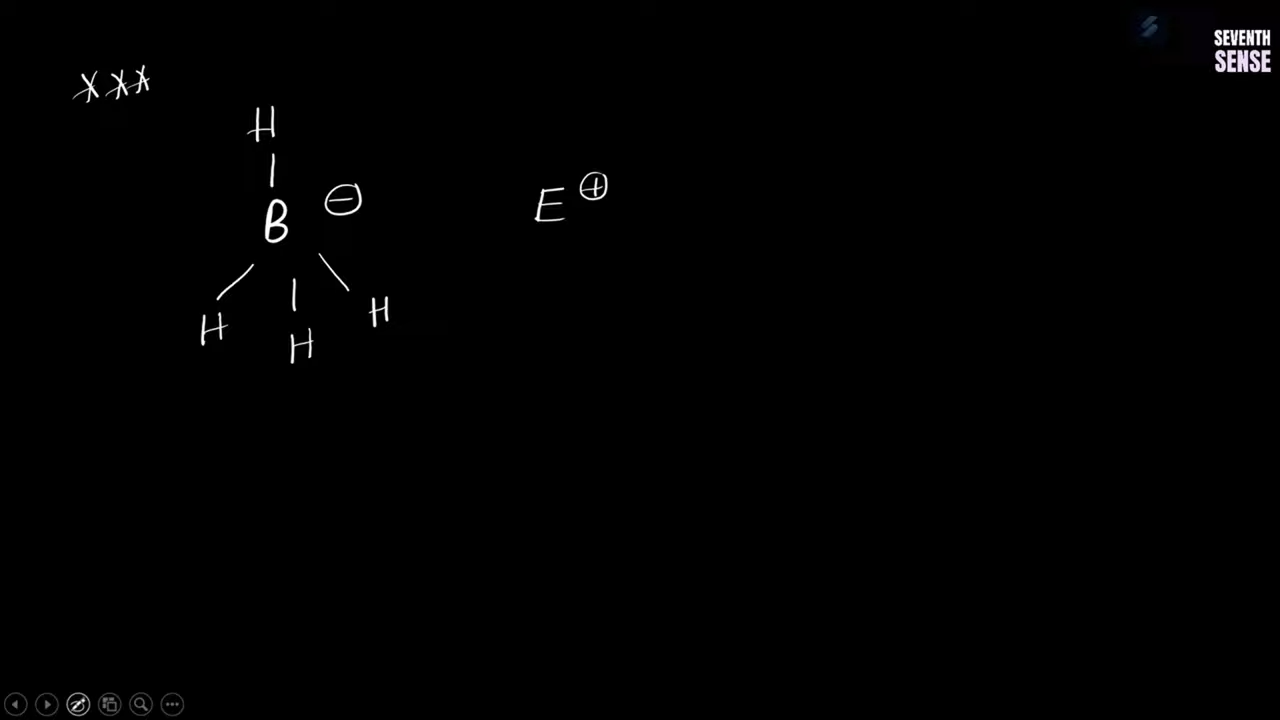 ***
H
B ⊖
E ⊕
H
H
H
SEVENTH
SENSE